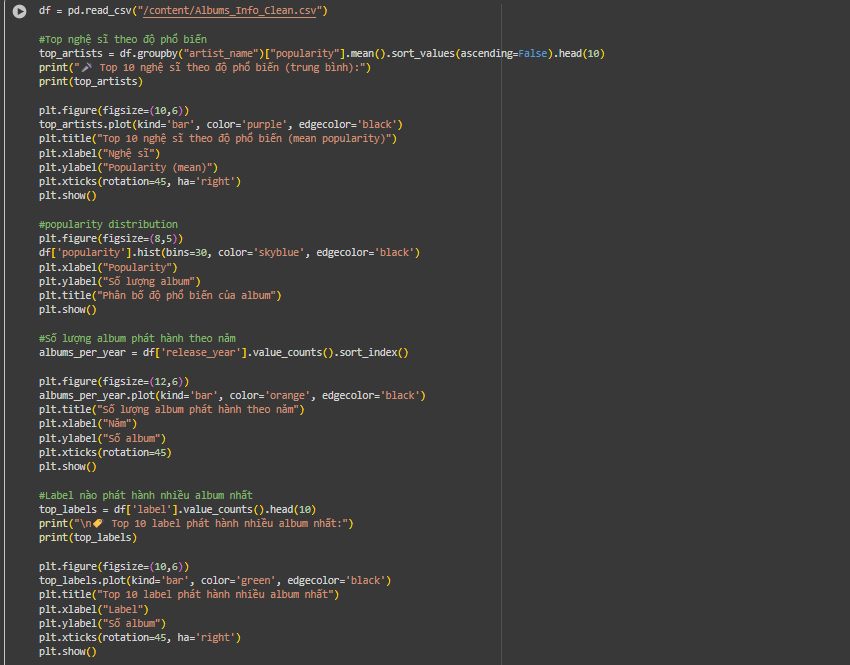 df = pd.read_csv("/content/Albums_Info_Clean.csv")
#Top nghệ sĩ theo độ phổ biến
top_artists = df.groupby("artist_name")["popularity"].mean().sort_values(ascending=False).head(10)
print("🎤 Top 10 nghệ sĩ theo độ phổ biến (trung bình):")
print(top_artists)
plt.figure(figsize=(10,6))
top_artists.plot(kind='bar', color='purple', edgecolor='black')
plt.title("Top 10 nghệ sĩ theo độ phổ biến (mean popularity)")
plt.xlabel("Nghệ sĩ")
plt.ylabel("Popularity (mean)")
plt.xticks(rotation=45, ha='right')
plt.show()
#popularity distribution
plt.figure(figsize=(8,5))
df['popularity'].hist(bins=30, color='skyblue', edgecolor='black')
plt.xlabel("Popularity")
plt.ylabel("Số lượng album")
plt.title("Phân bố độ phổ biến của album")
plt.show()
#Số lượng album phát hành theo năm
albums_per_year = df['release_year'].value_counts().sort_index()
plt.figure(figsize=(12,6))
albums_per_year.plot(kind='bar', color='orange', edgecolor='black')
plt.title("Số lượng album phát hành theo năm")
plt.xlabel("Năm")
plt.ylabel("Số album")
plt.xticks(rotation=45)
plt.show()
#Label nào phát hành nhiều album nhất
top_labels = df['label'].value_counts().head(10)
print("\n🏷️ Top 10 label phát hành nhiều album nhất:")
print(top_labels)
plt.figure(figsize=(10,6))
top_labels.plot(kind='bar', color='green', edgecolor='black')
plt.title("Top 10 label phát hành nhiều album nhất")
plt.xlabel("Label")
plt.ylabel("Số album")
plt.xticks(rotation=45, ha='right')
plt.show()